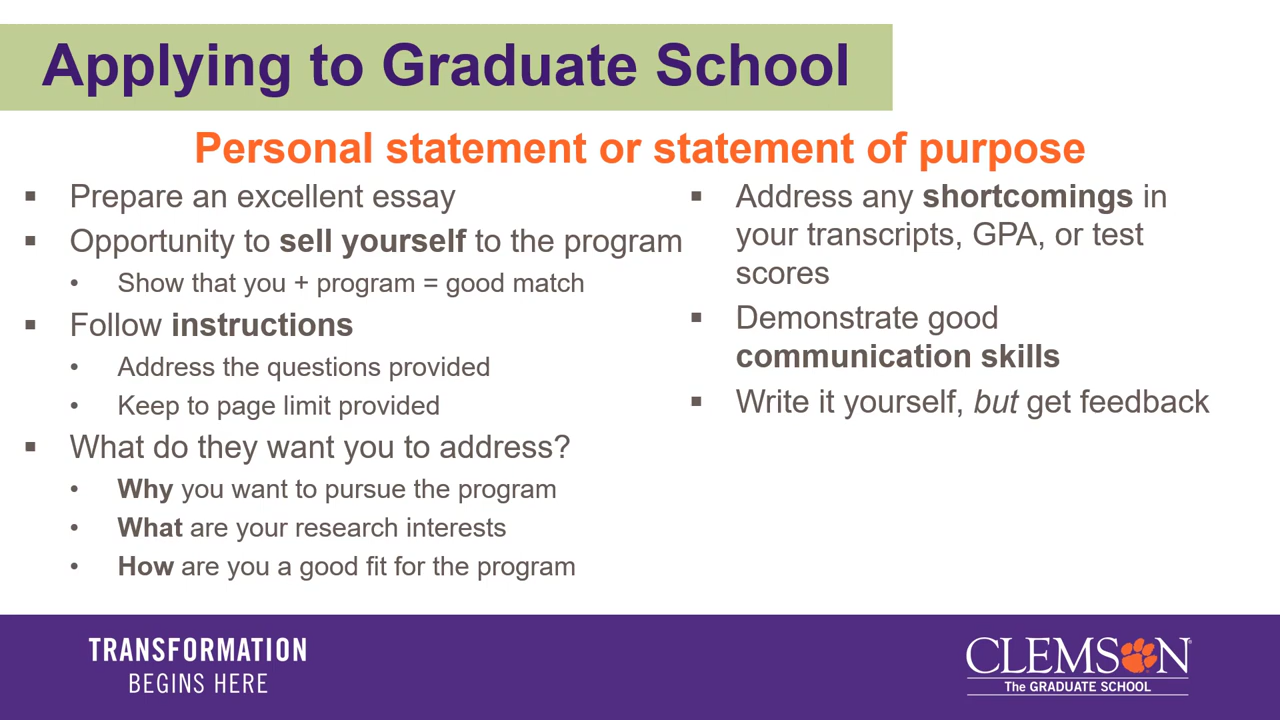 Applying to Graduate School
Personal statement or statement of purpose
▪ Prepare an excellent essay
▪ Opportunity to sell yourself to the program
• Show that you + program = good match
▪ Follow instructions
• Address the questions provided
• Keep to page limit provided
▪ What do they want you to address?
• Why you want to pursue the program
• What are your research interests
• How are you a good fit for the program
▪ Address any shortcomings in
your transcripts, GPA, or test
scores
▪ Demonstrate good
communication skills
▪ Write it yourself, but get feedback
TRANSFORMATION
BEGINS HERE
CLEMSON®
The GRADUATE SCHOOL